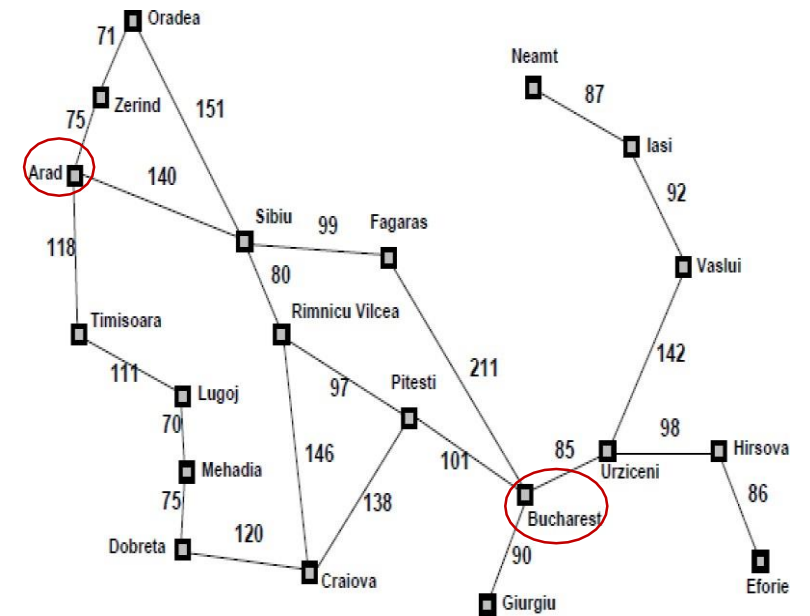 Oradea
71
Neamt
87
Zerind
151
75
Iasi
Arad
140
92
Sibiu
Fagaras
99
118
80
Vaslui
Timisoara
Rimnicu Vilcea
142
111
97
Pitesti
211
Lugoj
70
146
101
85
98
Hirsova
Mehadia
Urziceni
75
138
86
120
Bucharest
Dobreta
90
Craiova
Eforie
Giurgiu